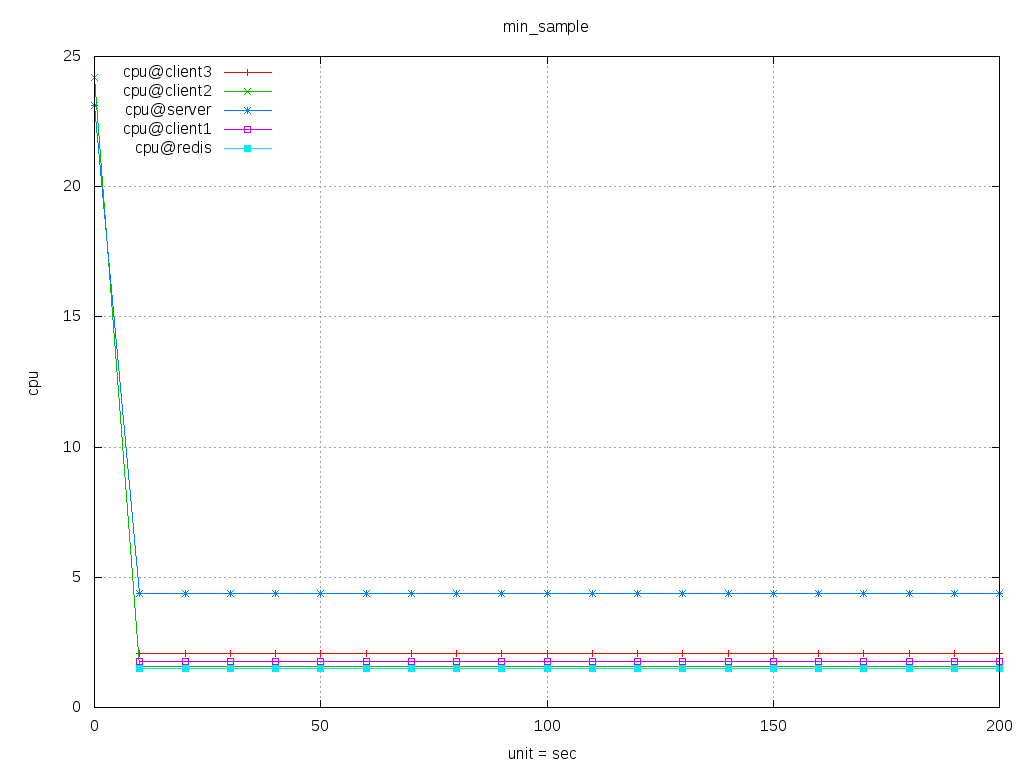 min_sample
25
20
15
10
5
0
cpu
cpu@client3
cpu@client2
cpu@server
cpu@client1
cpu@redis
0 50 100 150 200
unit = sec